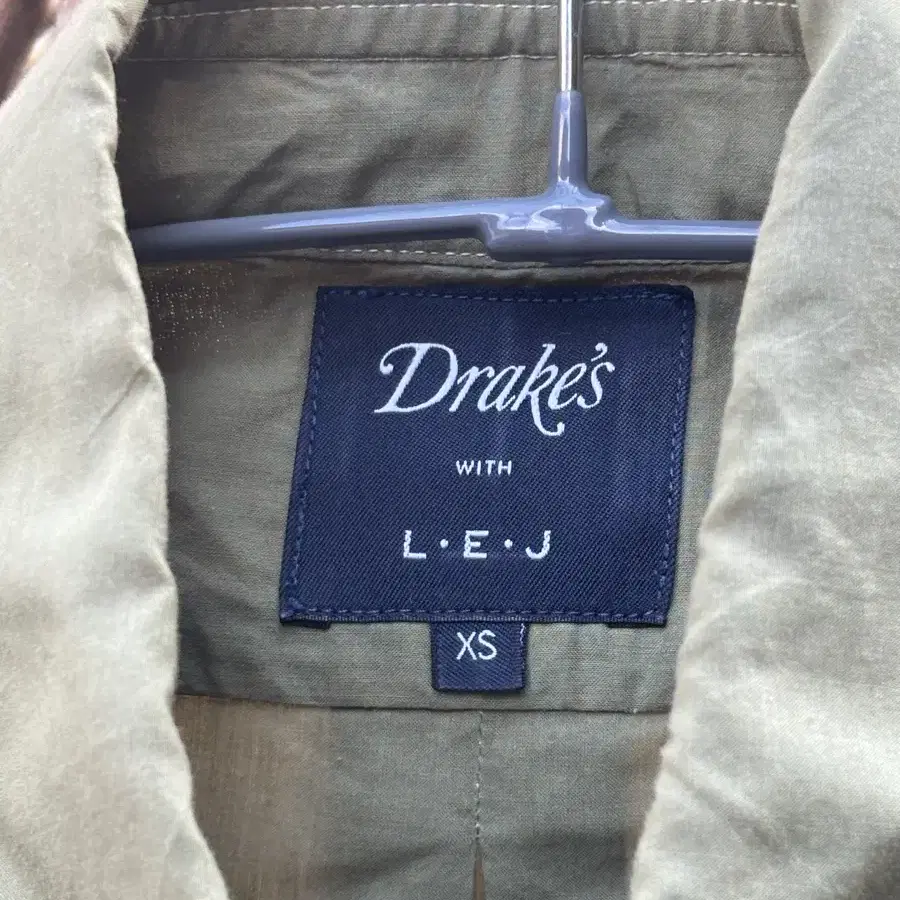 Drake's
WITH
L·E·J
XS